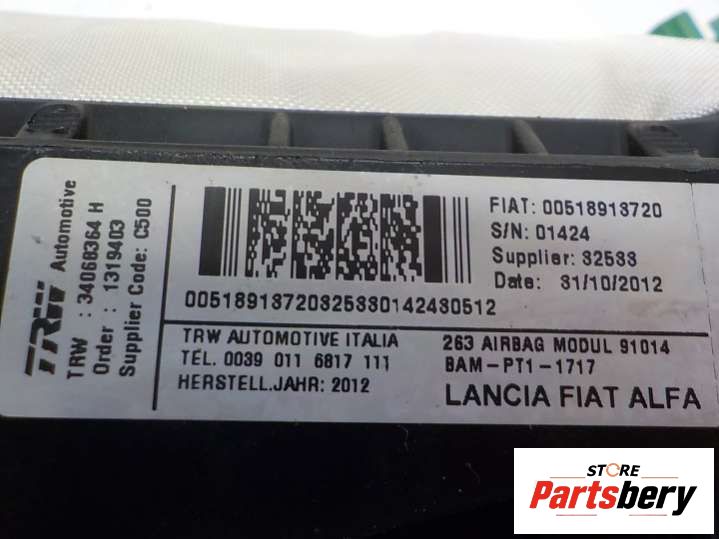 TRW Automotive
TRW : 34068364 H
Order : 1319403
Supplier Code: C500
FIAT: 00518913720
S/N: 01424
Supplier: 32533
Date: 31/10/2012
00518913720325330142430512
TRW AUTOMOTIVE ITALIA
TEL. 0039 011 6817 111
HERSTELL.JAHR: 2012
263 AIRBAG MODUL 91014
BAM-PT1-1717
LANCIA FIAT ALFA
STORE
Partsbery